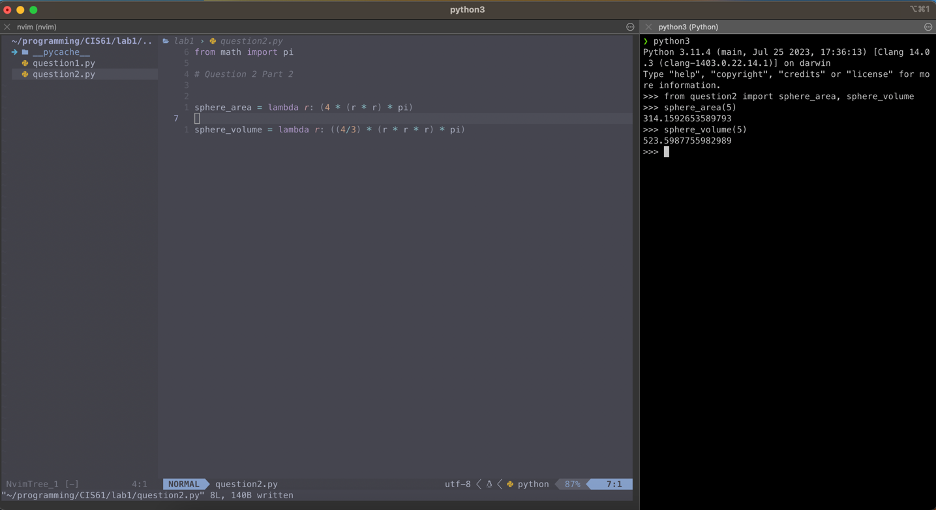 python3
⌥⌘1
nvim (nvim)
~/programming/CIS61/lab1/..
__pycache__
question1.py
question2.py
lab1 › question2.py
6 from math import pi
5
4 # Question 2 Part 2
3
2
1 sphere_area = lambda r: (4 * (r * r) * pi)
7
1 sphere_volume = lambda r: ((4/3) * (r * r * r) * pi)
NvimTree_1 [-] 4:1
NORMAL question2.py utf-8 python 87% 7:1
"~/programming/CIS61/lab1/question2.py" 8L, 140B written
python3 (Python)
❯ python3
Python 3.11.4 (main, Jul 25 2023, 17:36:13) [Clang 14.0
.3 (clang-1403.0.22.14.1)] on darwin
Type "help", "copyright", "credits" or "license" for mo
re information.
>>> from question2 import sphere_area, sphere_volume
>>> sphere_area(5)
314.1592653589793
>>> sphere_volume(5)
523.5987755982989
>>>